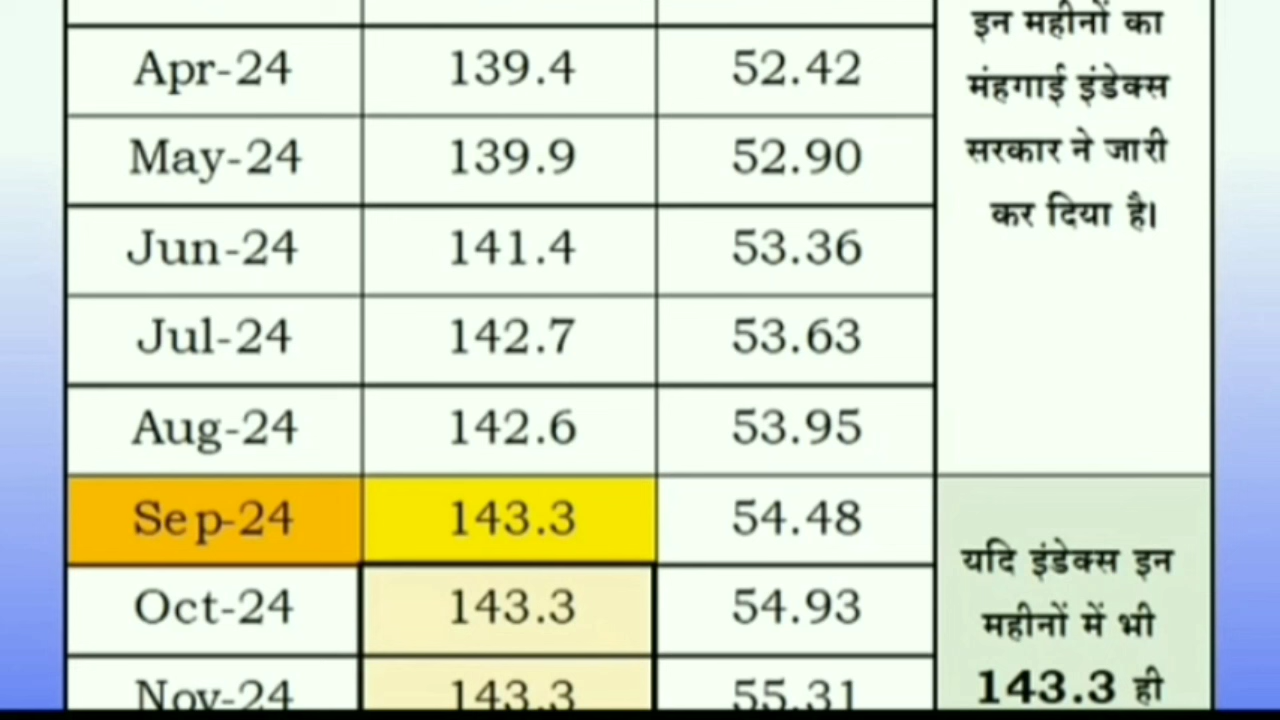 Apr-24 139.4 52.42
May-24 139.9 52.90
Jun-24 141.4 53.36
Jul-24 142.7 53.63
Aug-24 142.6 53.95
Sep-24 143.3 54.48
Oct-24 143.3 54.93
Nov-24 143.3 55.31
इन महीनों का
मंहगाई इंडेक्स
सरकार ने जारी
कर दिया है।
यदि इंडेक्स इन
महीनों में भी
143.3 ही